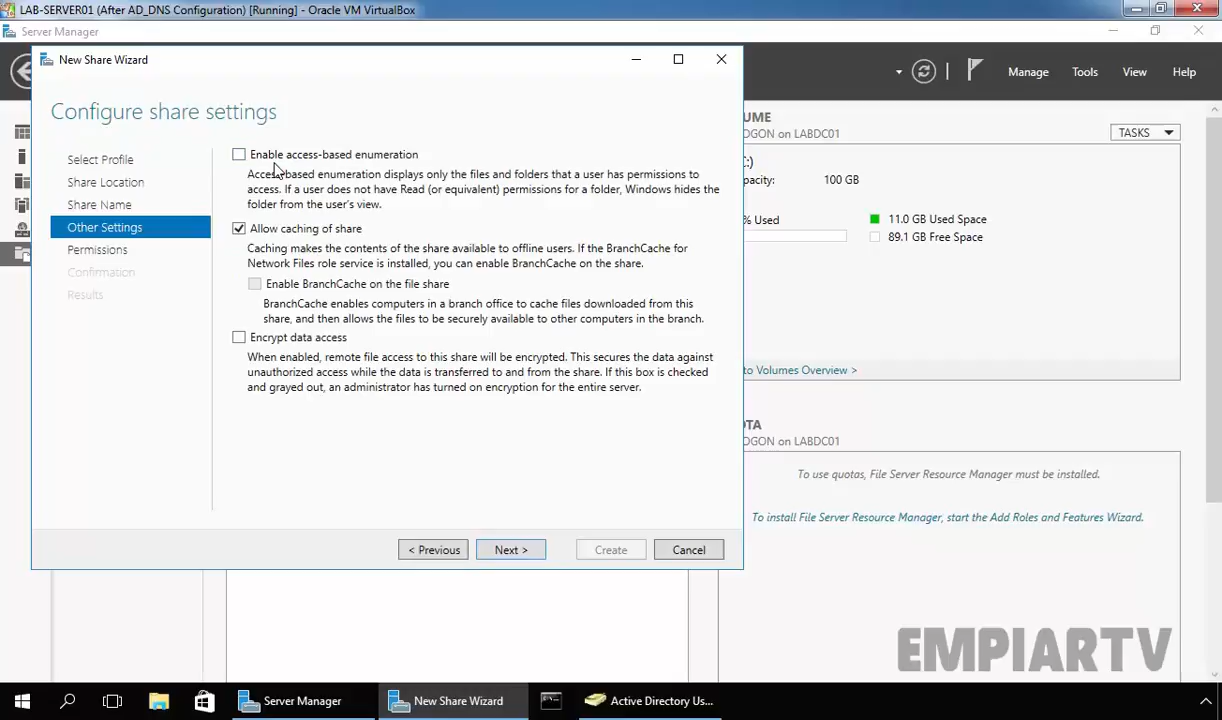 LAB-SERVER01 (After AD_DNS Configuration) [Running] - Oracle VM VirtualBox
Server Manager
New Share Wizard
Manage
Tools
View
Help
Configure share settings
Select Profile
Share Location
Share Name
Other Settings
Permissions
Confirmation
Results
Enable access-based enumeration
Access-based enumeration displays only the files and folders that a user has permissions to
access. If a user does not have Read (or equivalent) permissions for a folder, Windows hides the
folder from the user's view.
Allow caching of share
Caching makes the contents of the share available to offline users. If the BranchCache for
Network Files role service is installed, you can enable BranchCache on the share.
Enable BranchCache on the file share
BranchCache enables computers in a branch office to cache files downloaded from this
share, and then allows the files to be securely available to other computers in the branch.
Encrypt data access
When enabled, remote file access to this share will be encrypted. This secures the data against
unauthorized access while the data is transferred to and from the share. If this box is checked
and grayed out, an administrator has turned on encryption for the entire server.
< Previous
Next >
Create
Cancel
UME
OGON on LABDC01
TASKS
:)
pacity: 100 GB
% Used
11.0 GB Used Space
89.1 GB Free Space
to Volumes Overview >
OTA
OGON on LABDC01
To use quotas, File Server Resource Manager must be installed.
To install File Server Resource Manager, start the Add Roles and Features Wizard.
EMPIARTV
Server Manager
New Share Wizard
Active Directory Us...